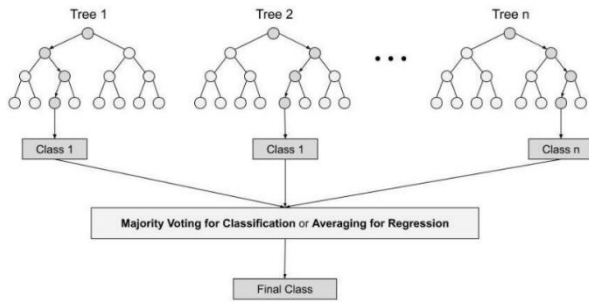 Tree 1
Tree 2
Tree n
Class 1
Class 1
Class n
Majority Voting for Classification or Averaging for Regression
Final Class